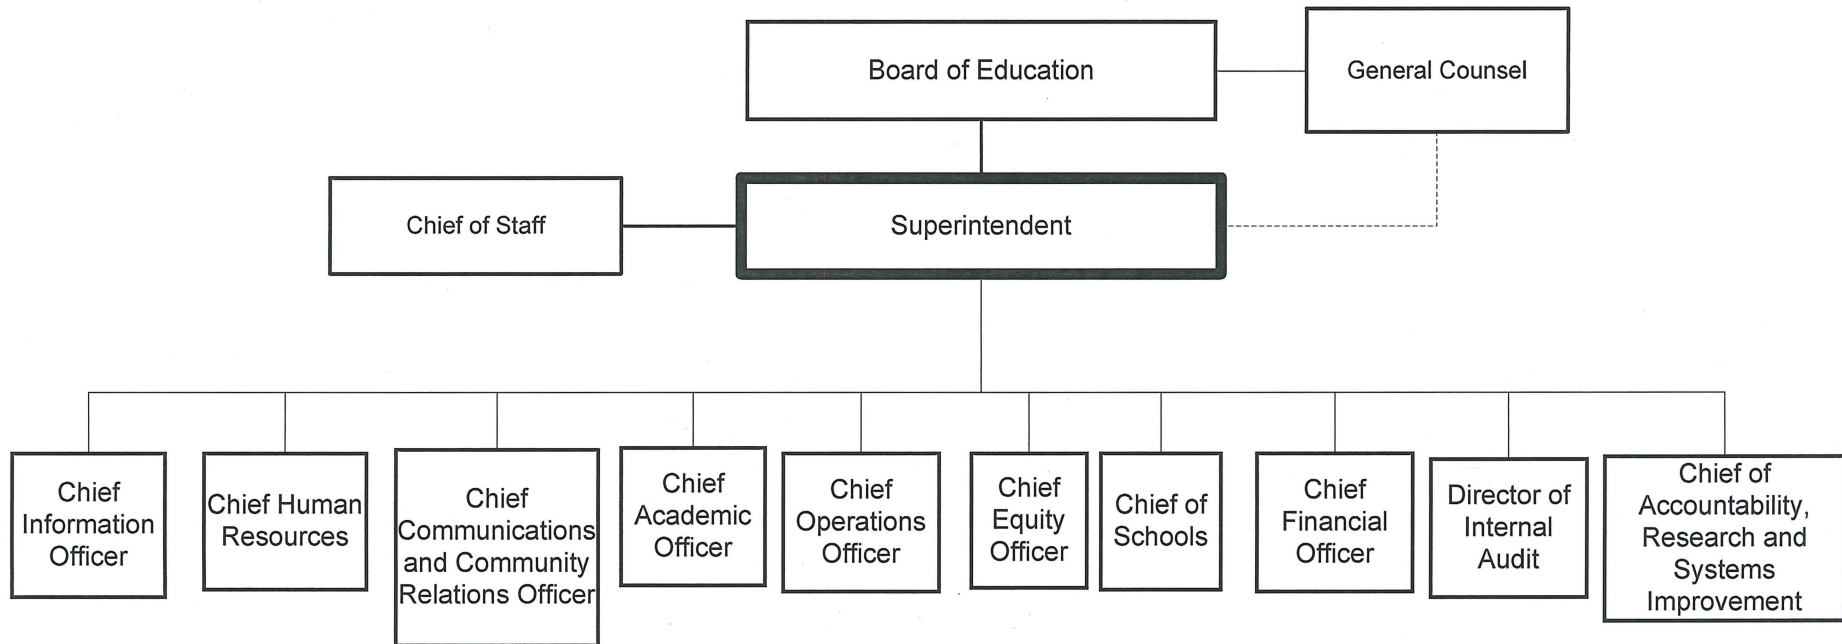 Board of Education
General Counsel
Chief of Staff
Superintendent
Chief
Information
Officer
Chief Human
Resources
Chief
Communications
and Community
Relations Officer
Chief
Academic
Officer
Chief
Operations
Officer
Chief
Equity
Officer
Chief of
Schools
Chief
Financial
Officer
Director of
Internal
Audit
Chief of
Accountability,
Research and
Systems
Improvement